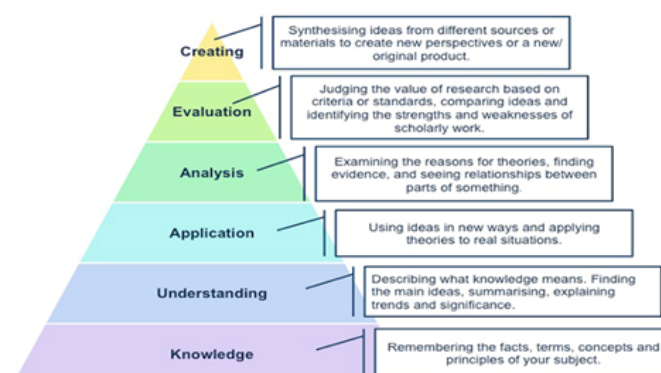 Creating
Synthesising ideas from different sources or
materials to create new perspectives or a new/
original product.
Evaluation
Judging the value of research based on
criteria or standards, comparing ideas and
identifying the strengths and weaknesses of
scholarly work.
Analysis
Examining the reasons for theories, finding
evidence, and seeing relationships between
parts of something.
Application
Using ideas in new ways and applying
theories to real situations.
Understanding
Describing what knowledge means. Finding
the main ideas, summarising, explaining
trends and significance.
Knowledge
Remembering the facts, terms, concepts and
principles of your subject.